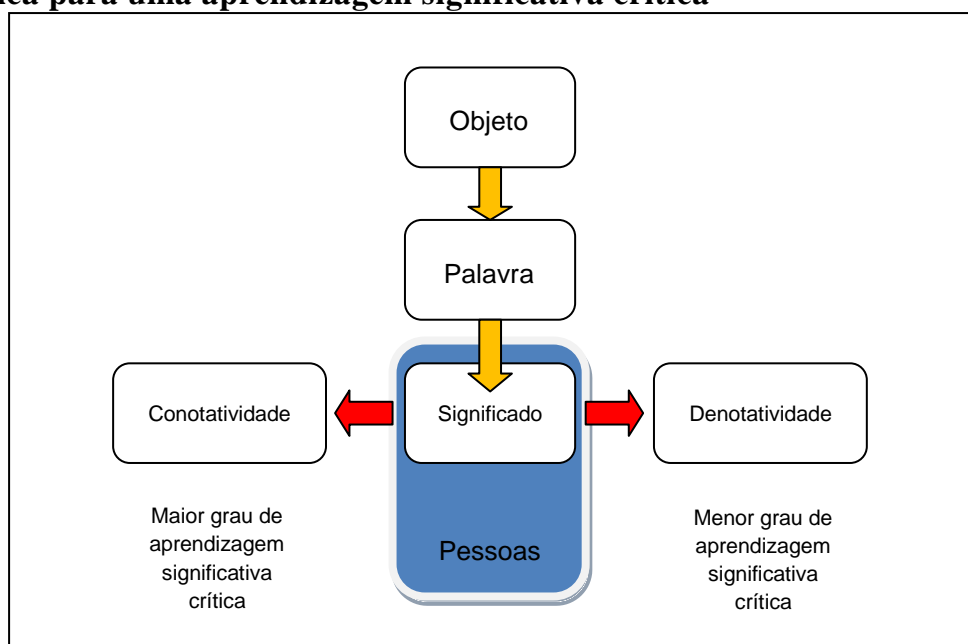 para uma aprendizagem significativa crítica
Objeto
Palavra
Conotatividade
Significado
Denotatividade
Maior grau de
aprendizagem
significativa
crítica
Pessoas
Menor grau de
aprendizagem
significativa
crítica